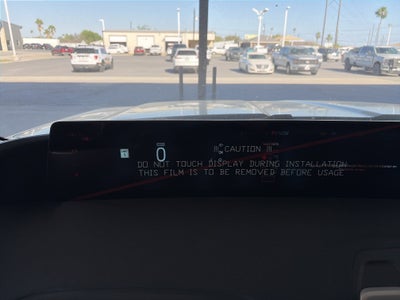 0
CAUTION
DO NOT TOUCH DISPLAY DURING INSTALLATION
THIS FILM IS TO BE REMOVED BEFORE USAGE